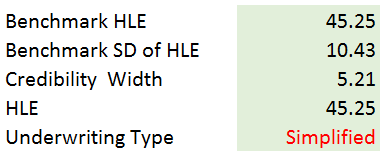 Benchmark HLE 45.25
Benchmark SD of HLE 10.43
Credibility Width 5.21
HLE 45.25
Underwriting Type Simplified